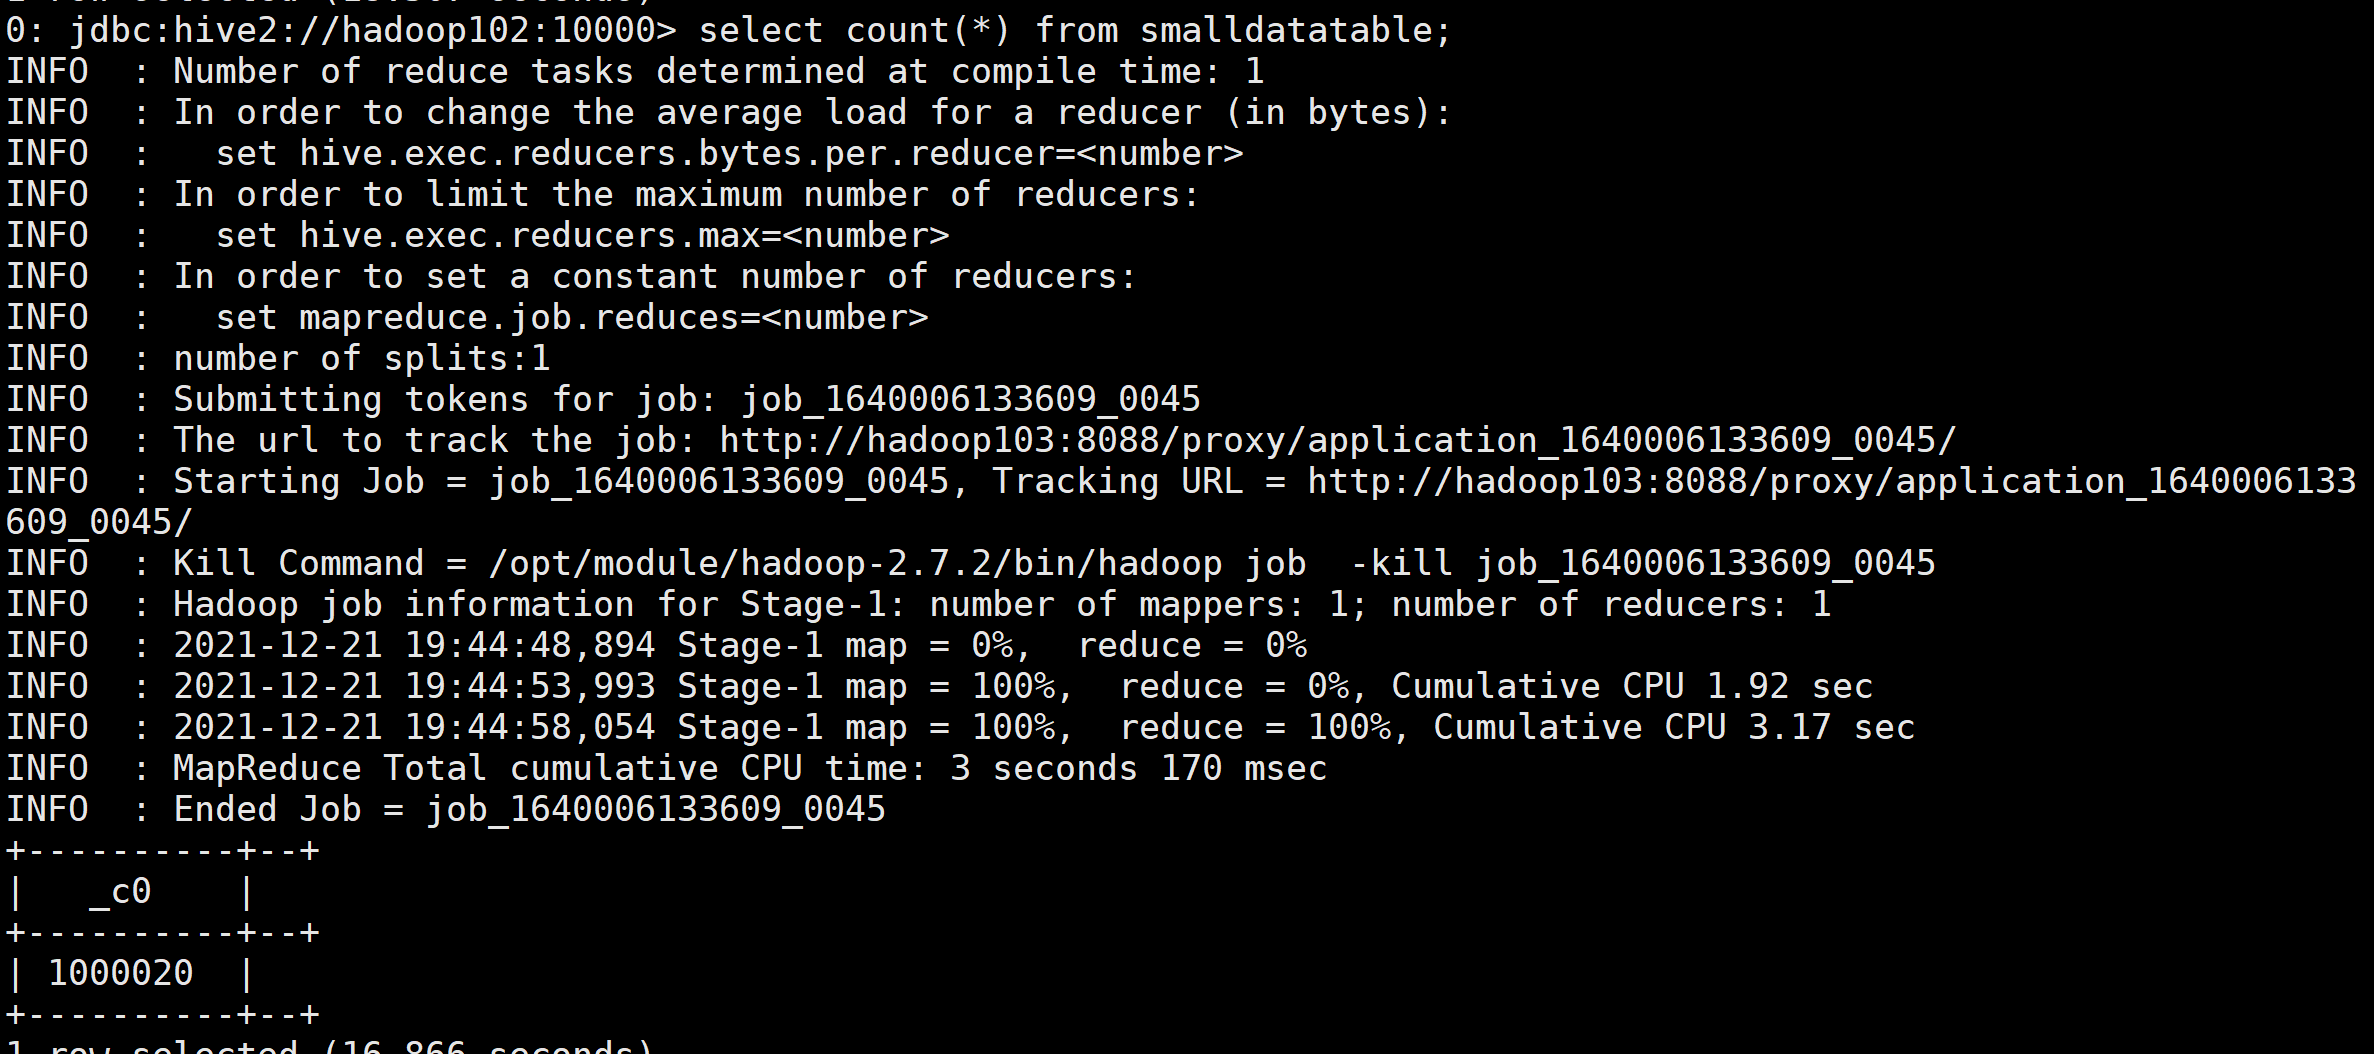 0: jdbc:hive2://hadoop102:10000> select count(*) from smalldatatable;
INFO  : Number of reduce tasks determined at compile time: 1
INFO  : In order to change the average load for a reducer (in bytes):
INFO  :   set hive.exec.reducers.bytes.per.reducer=<number>
INFO  : In order to limit the maximum number of reducers:
INFO  :   set hive.exec.reducers.max=<number>
INFO  : In order to set a constant number of reducers:
INFO  :   set mapreduce.job.reduces=<number>
INFO  : number of splits:1
INFO  : Submitting tokens for job: job_1640006133609_0045
INFO  : The url to track the job: http://hadoop103:8088/proxy/application_1640006133609_0045/
INFO  : Starting Job = job_1640006133609_0045, Tracking URL = http://hadoop103:8088/proxy/application_1640006133
609_0045/
INFO  : Kill Command = /opt/module/hadoop-2.7.2/bin/hadoop job  -kill job_1640006133609_0045
INFO  : Hadoop job information for Stage-1: number of mappers: 1; number of reducers: 1
INFO  : 2021-12-21 19:44:48,894 Stage-1 map = 0%,  reduce = 0%
INFO  : 2021-12-21 19:44:53,993 Stage-1 map = 100%,  reduce = 0%, Cumulative CPU 1.92 sec
INFO  : 2021-12-21 19:44:58,054 Stage-1 map = 100%,  reduce = 100%, Cumulative CPU 3.17 sec
INFO  : MapReduce Total cumulative CPU time: 3 seconds 170 msec
INFO  : Ended Job = job_1640006133609_0045
+----------+--+
|   _c0    |
+----------+--+
| 1000020  |
+----------+--+
1 row selected (16.866 seconds)